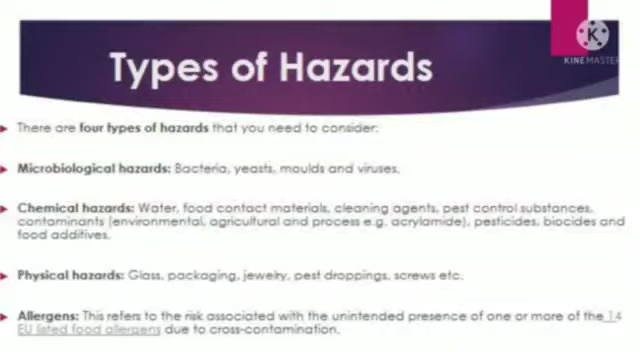 Types of Hazards
K
KINEMASTER
There are four types of hazards that you need to consider:
Microbiological hazards: Bacteria, yeasts, moulds and viruses.
Chemical hazards: Water, food contact materials, cleaning agents, pest control substances,
contaminants (environmental, agricultural and process e.g. acrylamide), pesticides, biocides and
food additives.
Physical hazards: Glass, packaging, jewelry, pest droppings, screws etc.
Allergens: This refers to the risk associated with the unintended presence of one or more of the 14
EU listed food allergens due to cross-contamination.